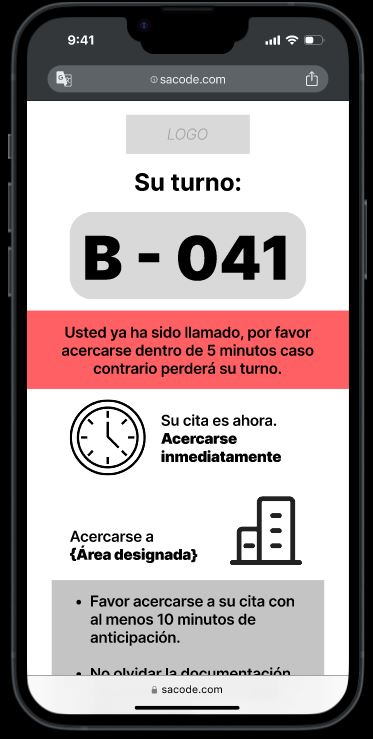 9:41
sacode.com
LOGO
Su turno:
B - 041
Usted ya ha sido llamado, por favor
acercarse dentro de 5 minutos caso
contrario perderá su turno.
Su cita es ahora.
Acercarse
inmediatamente
Acercarse a
{Área designada}
• Favor acercarse a su cita con
al menos 10 minutos de
anticipación.
• No olvidar la documentación
sacode.com